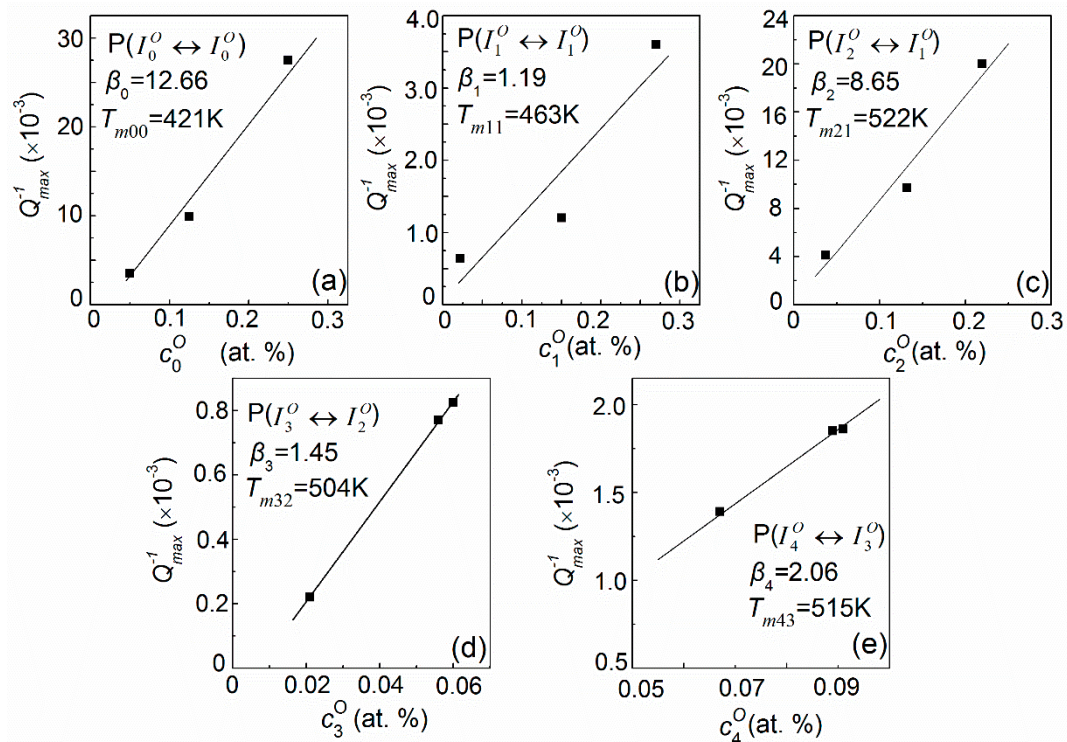 30
20
10
0
Q⁻¹max (×10⁻³)
P(I₀ᴼ ↔ I₀ᴼ)
β₀=12.66
Tm00=421K
(a)
0 0.1 0.2 0.3
c₀ᴼ (at. %)
4.0
3.0
2.0
1.0
0
Q⁻¹max (×10⁻³)
P(I₁ᴼ ↔ I₁ᴼ)
β₁=1.19
Tm11=463K
(b)
0 0.1 0.2 0.3
c₁ᴼ(at. %)
24
20
16
12
8
4
0
Q⁻¹max (×10⁻³)
P(I₂ᴼ ↔ I₁ᴼ)
β₂=8.65
Tm21=522K
(c)
0 0.1 0.2 0.3
c₂ᴼ(at. %)
0.8
0.6
0.4
0.2
0
Q⁻¹max (×10⁻³)
P(I₃ᴼ ↔ I₂ᴼ)
β₃=1.45
Tm32=504K
(d)
0 0.02 0.04 0.06
c₃ᴼ (at. %)
2.0
1.5
1.0
0.5
Q⁻¹max (×10⁻³)
P(I₄ᴼ ↔ I₃ᴼ)
β₄=2.06
Tm43=515K
(e)
0.05 0.07 0.09
c₄ᴼ(at. %)